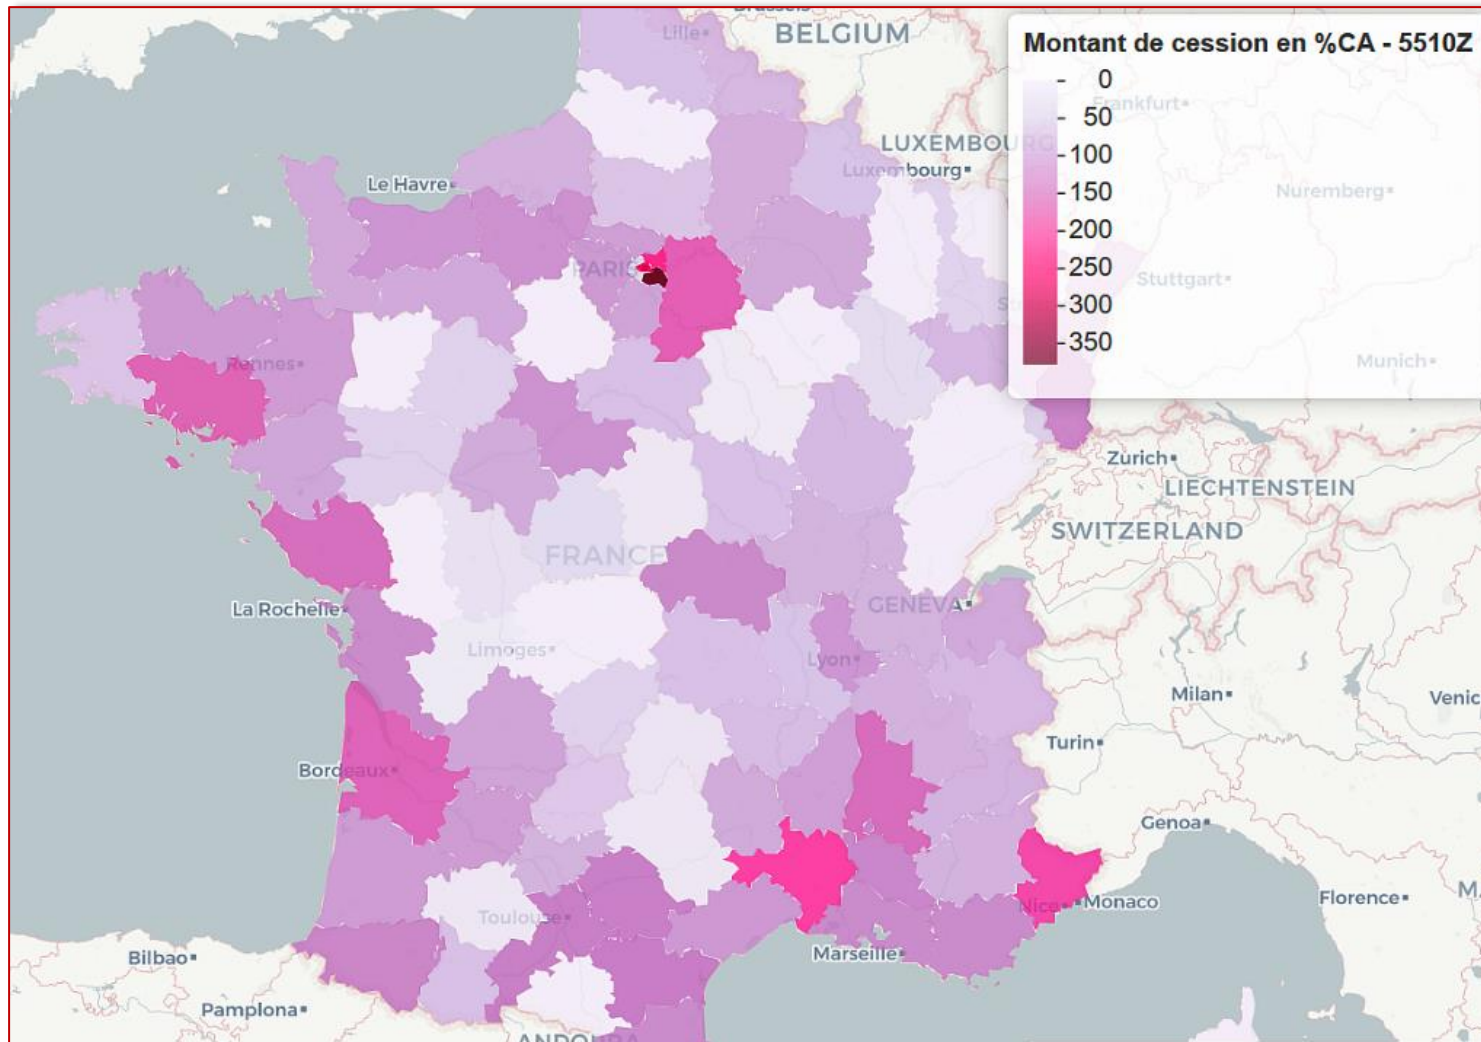 Brussels
Lille
BELGIUM
Montant de cession en %CA - 5510Z
0
50
100
150
200
250
300
350
Frankfurt
LUXEMBOURG
Luxembourg
Le Havre
Nuremberg
PARIS
Stuttgart
Rennes
Munich
Zurich
LIECHTENSTEIN
SWITZERLAND
FRANCE
GENEVA
La Rochelle
Limoges
Lyon
Milan
Venic
Turin
Bordeaux
Genoa
Nice
Monaco
Florence
Toulouse
Marseille
Bilbao
Pamplona
ANDORRA